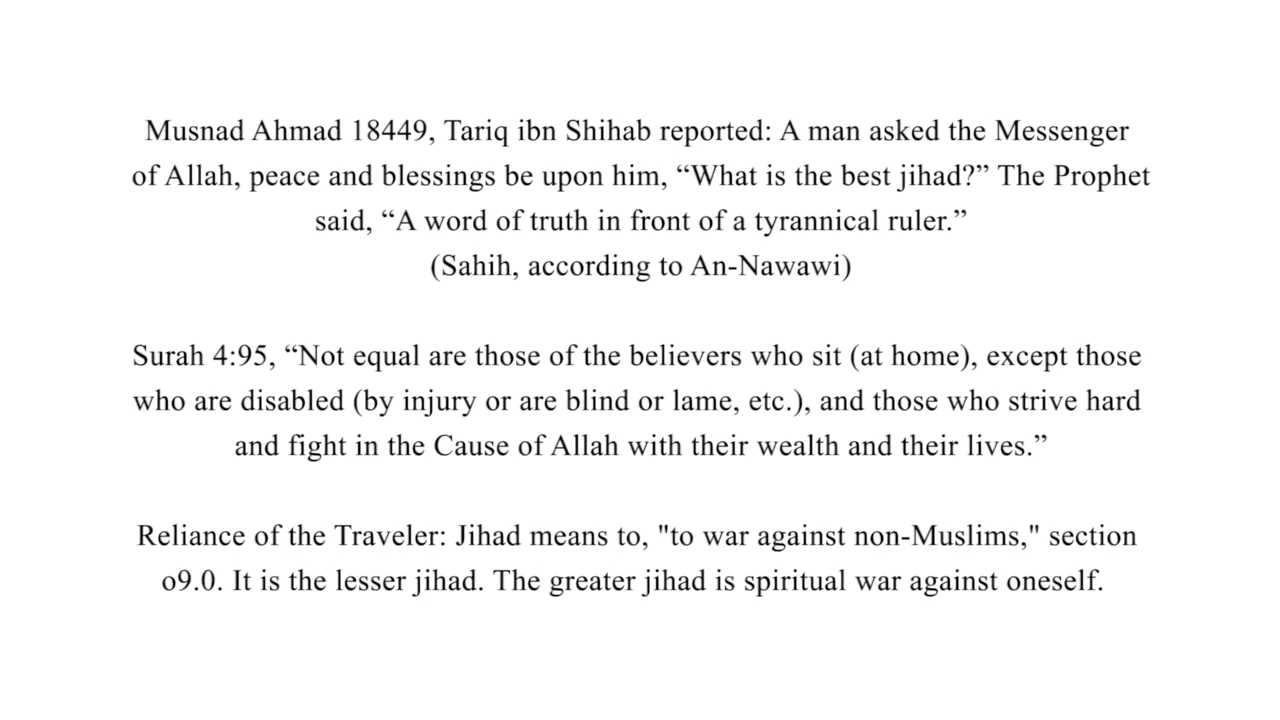 Musnad Ahmad 18449, Tariq ibn Shihab reported: A man asked the Messenger
of Allah, peace and blessings be upon him, “What is the best jihad?” The Prophet
said, “A word of truth in front of a tyrannical ruler.”
(Sahih, according to An-Nawawi)
Surah 4:95, “Not equal are those of the believers who sit (at home), except those
who are disabled (by injury or are blind or lame, etc.), and those who strive hard
and fight in the Cause of Allah with their wealth and their lives.”
Reliance of the Traveler: Jihad means to, "to war against non-Muslims," section
o9.0. It is the lesser jihad. The greater jihad is spiritual war against oneself.